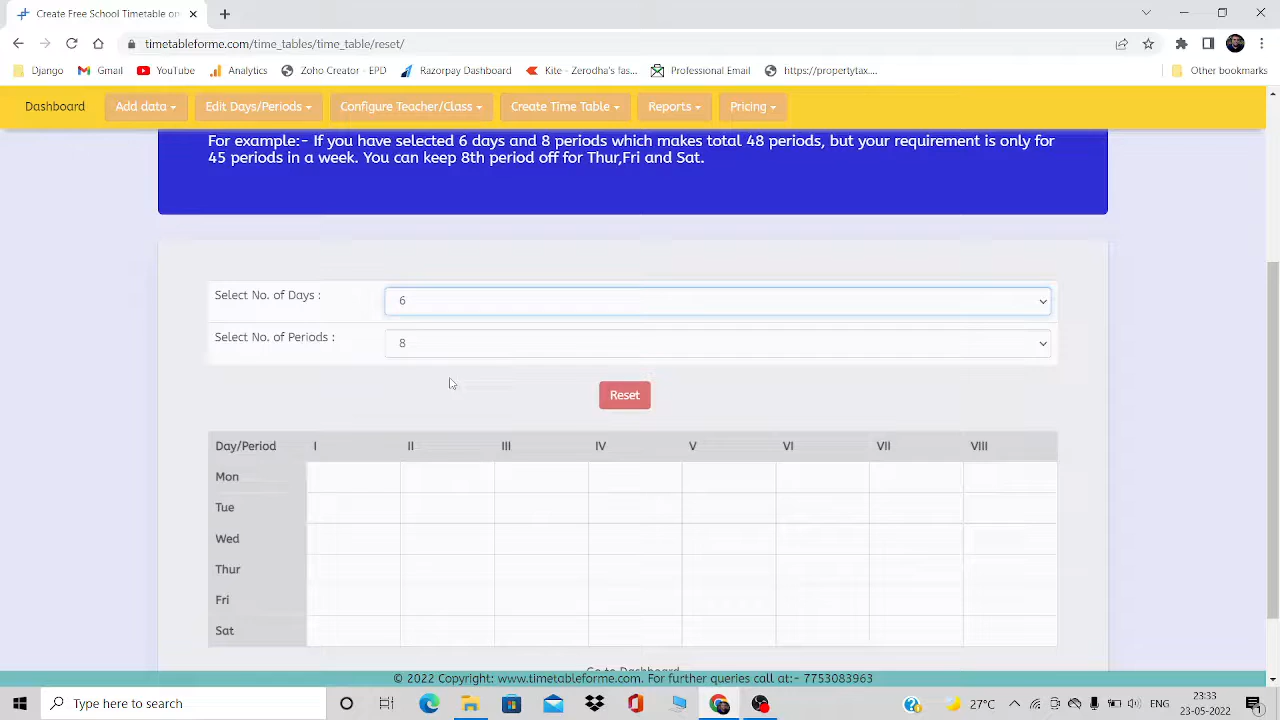 Create Free School Timetable or
timetableforme.com/time_tables/time_table/reset/
Django Gmail YouTube Analytics Zoho Creator - EPD Razorpay Dashboard Kite - Zerodha's fas... Professional Email https://propertytax.... Other bookmarks
Dashboard Add data Edit Days/Periods Configure Teacher/Class Create Time Table Reports Pricing
For example:- If you have selected 6 days and 8 periods which makes total 48 periods, but your requirement is only for
45 periods in a week. You can keep 8th period off for Thur,Fri and Sat.
Select No. of Days : 6
Select No. of Periods : 8
Reset
Day/Period I II III IV V VI VII VIII
Mon
Tue
Wed
Thur
Fri
Sat
Go to Dashboard
© 2022 Copyright: www.timetableforme.com. For further queries call at:- 7753083963
Type here to search
27°C ENG 23:33
23-05-2022